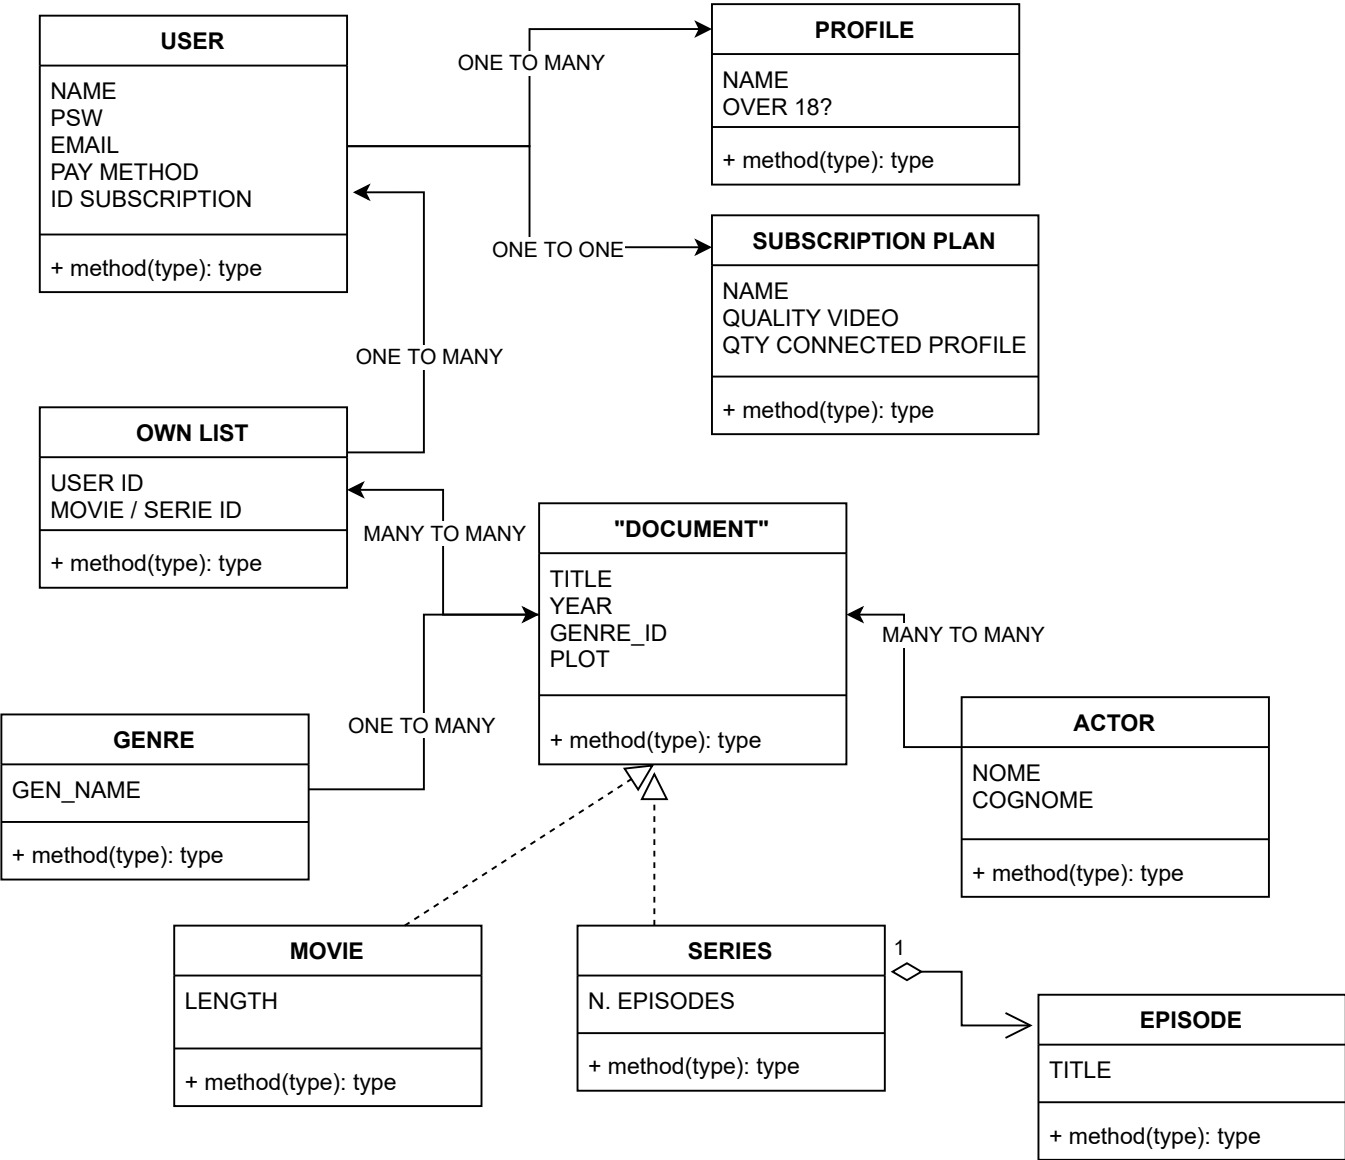 USER
NAME
PSW
EMAIL
PAY METHOD
ID SUBSCRIPTION
+ method(type): type
ONE TO MANY
PROFILE
NAME
OVER 18?
+ method(type): type
ONE TO ONE
SUBSCRIPTION PLAN
NAME
QUALITY VIDEO
QTY CONNECTED PROFILE
+ method(type): type
ONE TO MANY
OWN LIST
USER ID
MOVIE / SERIE ID
+ method(type): type
MANY TO MANY
"DOCUMENT"
TITLE
YEAR
GENRE_ID
PLOT
+ method(type): type
MANY TO MANY
ONE TO MANY
GENRE
GEN_NAME
+ method(type): type
ACTOR
NOME
COGNOME
+ method(type): type
MOVIE
LENGTH
+ method(type): type
SERIES
N. EPISODES
+ method(type): type
1
EPISODE
TITLE
+ method(type): type